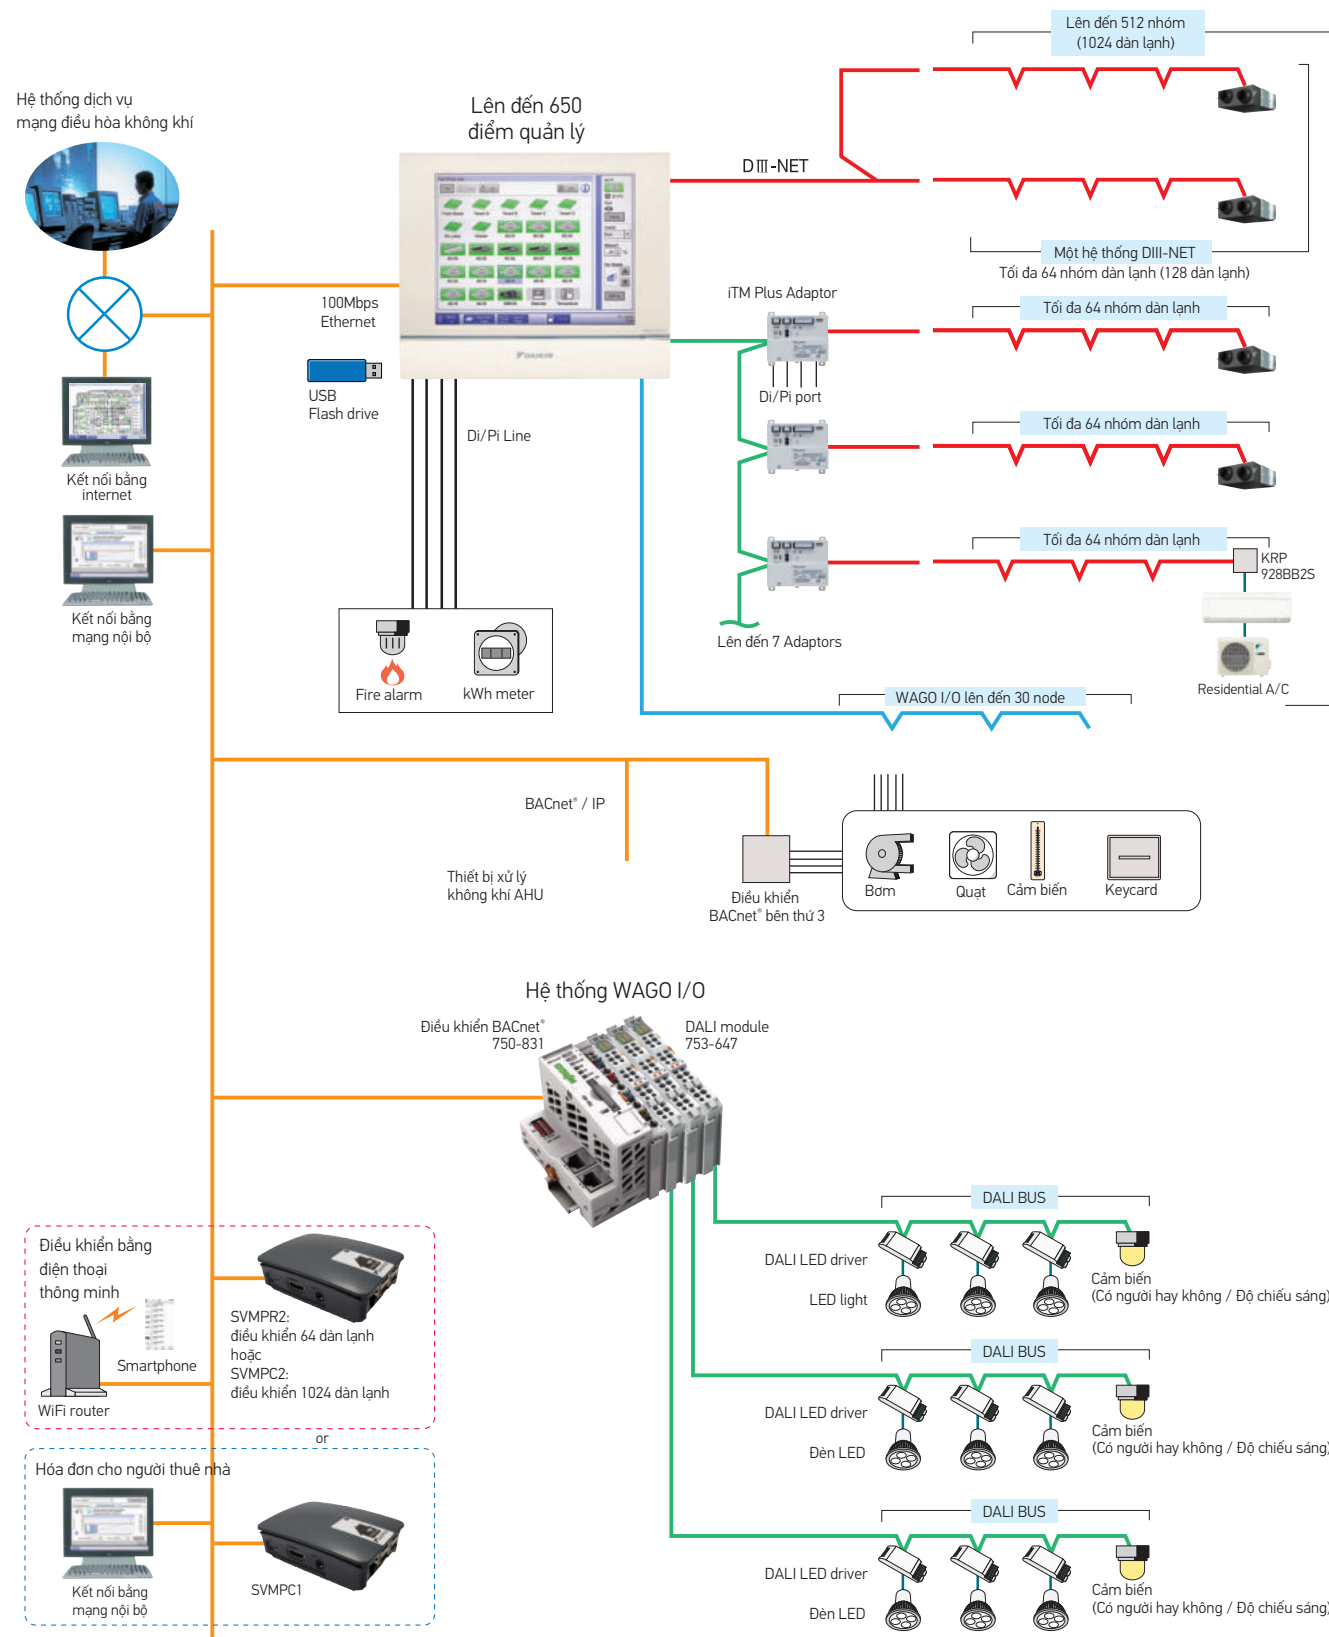 Lên đến 512 nhóm
(1024 dàn lạnh)
Hệ thống dịch vụ
mạng điều hòa không khí
Lên đến 650
điểm quản lý
DIII-NET
Một hệ thống DIII-NET
Tối đa 64 nhóm dàn lạnh (128 dàn lạnh)
100Mbps
Ethernet
iTM Plus Adaptor
Tối đa 64 nhóm dàn lạnh
DAIKIN
USB
Flash drive
Di/Pi port
Tối đa 64 nhóm dàn lạnh
Di/Pi Line
Kết nối bằng
internet
Tối đa 64 nhóm dàn lạnh
KRP
928BB2S
Kết nối bằng
mạng nội bộ
Lên đến 7 Adaptors
Fire alarm
kWh meter
Residential A/C
WAGO I/O lên đến 30 node
BACnet® / IP
Thiết bị xử lý
không khí AHU
Điều khiển
BACnet® bên thứ 3
Bơm
Quạt
Cảm biến
Keycard
Hệ thống WAGO I/O
Điều khiển BACnet®
750-831
DALI module
753-647
DALI BUS
DALI LED driver
LED light
Cảm biến
(Có người hay không / Độ chiếu sáng)
Điều khiển bằng
điện thoại
thông minh
Smartphone
WiFi router
SVMPR2:
điều khiển 64 dàn lạnh
hoặc
SVMPC2:
điều khiển 1024 dàn lạnh
DALI BUS
DALI LED driver
Đèn LED
Cảm biến
(Có người hay không / Độ chiếu sáng)
or
Hóa đơn cho người thuê nhà
Kết nối bằng
mạng nội bộ
SVMPC1
DALI BUS
DALI LED driver
Đèn LED
Cảm biến
(Có người hay không / Độ chiếu sáng)